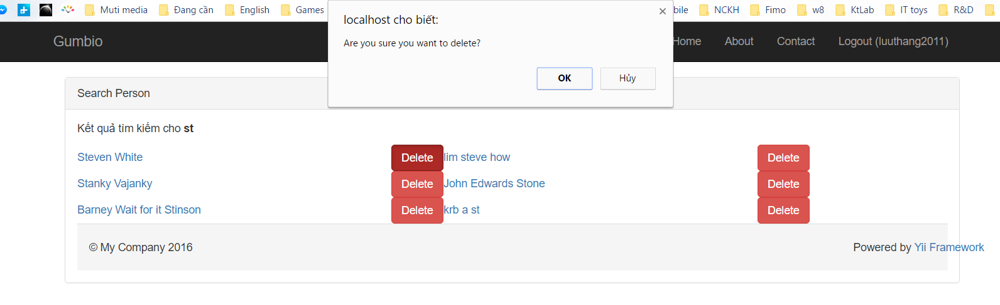 Muti media Đang cần English Games bile NCKH Fimo w8 KtLab IT toys R&D
localhost cho biết:
Are you sure you want to delete?
OK Hủy
Gumbio Home About Contact Logout (luuthang2011)
Search Person
Kết quả tìm kiếm cho st
Steven White Delete lim steve how Delete
Stanky Vajanky Delete John Edwards Stone Delete
Barney Wait for it Stinson Delete krb a st Delete
© My Company 2016 Powered by Yii Framework